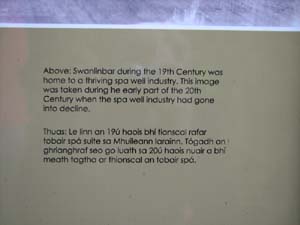 Above: Swanlinbar during the 19th Century was
home to a thriving spa well industry. This image
was taken during he early part of the 20th
Century when the spa well industry had gone
into decline.
Thuas: Le linn an 19ú haois bhí tionscal rafar
tobair spá suite sa Mhuileann Iarainn. Tógadh an
ghrianghraf seo go luath sa 20ú haois nuair a bhí
meath tagtha ar thionscal an tobair spá.